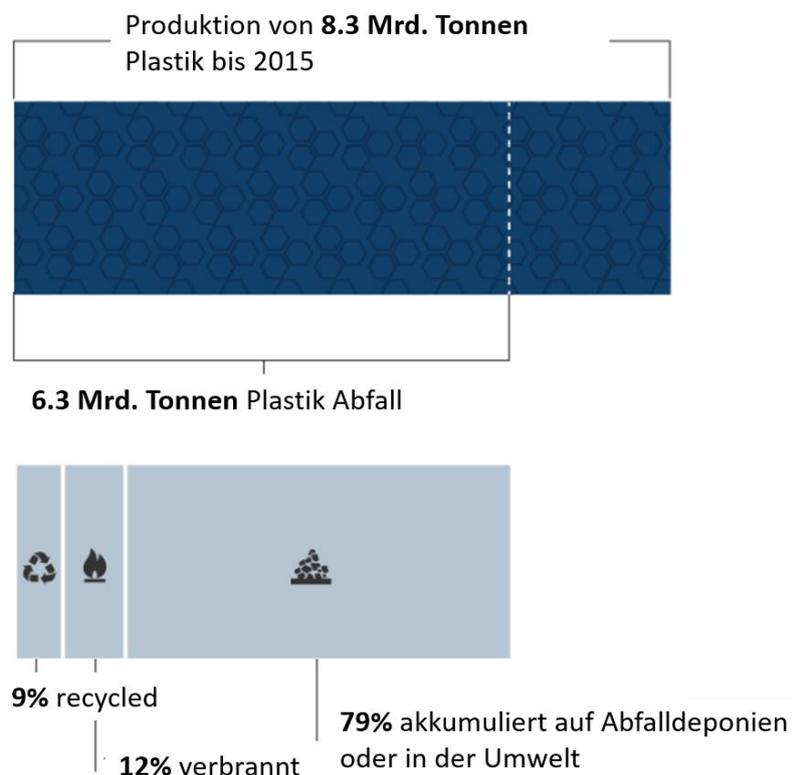 Produktion von 8.3 Mrd. Tonnen
Plastik bis 2015
6.3 Mrd. Tonnen Plastik Abfall
9% recycled
12% verbrannt
79% akkumuliert auf Abfalldeponien
oder in der Umwelt